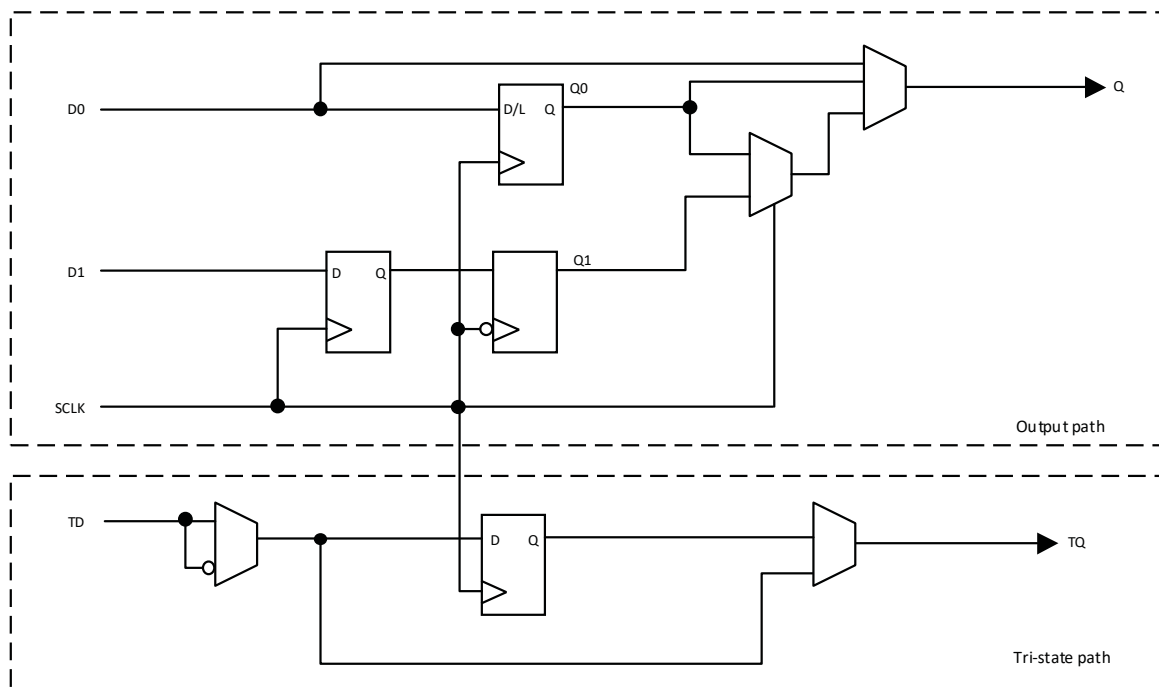 D0
D/L
Q
Q0
Q
D1
D
Q
Q1
SCLK
Output path
TD
D
Q
TQ
Tri-state path